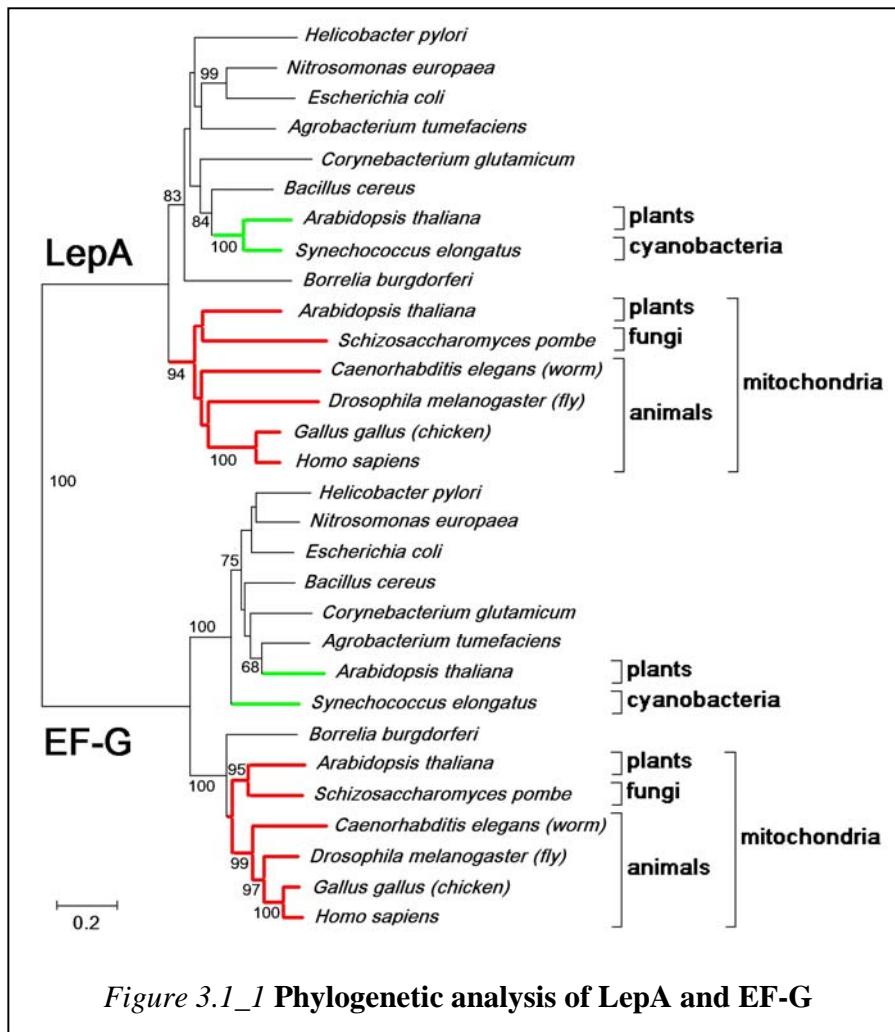 Helicobacter pylori
99
Nitrosomonas europaea
Escherichia coli
Agrobacterium tumefaciens
Corynebacterium glutamicum
83
Bacillus cereus
84
Arabidopsis thaliana
plants
100
Synechococcus elongatus
cyanobacteria
LepA
Borrelia burgdorferi
Arabidopsis thaliana
plants
Schizosaccharomyces pombe
fungi
94
Caenorhabditis elegans (worm)
mitochondria
Drosophila melanogaster (fly)
animals
Gallus gallus (chicken)
100
Homo sapiens
100
Helicobacter pylori
Nitrosomonas europaea
Escherichia coli
75
Bacillus cereus
Corynebacterium glutamicum
100
Agrobacterium tumefaciens
68
Arabidopsis thaliana
plants
Synechococcus elongatus
cyanobacteria
EF-G
Borrelia burgdorferi
100
95
Arabidopsis thaliana
plants
Schizosaccharomyces pombe
fungi
Caenorhabditis elegans (worm)
mitochondria
99
Drosophila melanogaster (fly)
animals
97
Gallus gallus (chicken)
100
Homo sapiens
0.2
Figure 3.1_1 Phylogenetic analysis of LepA and EF-G